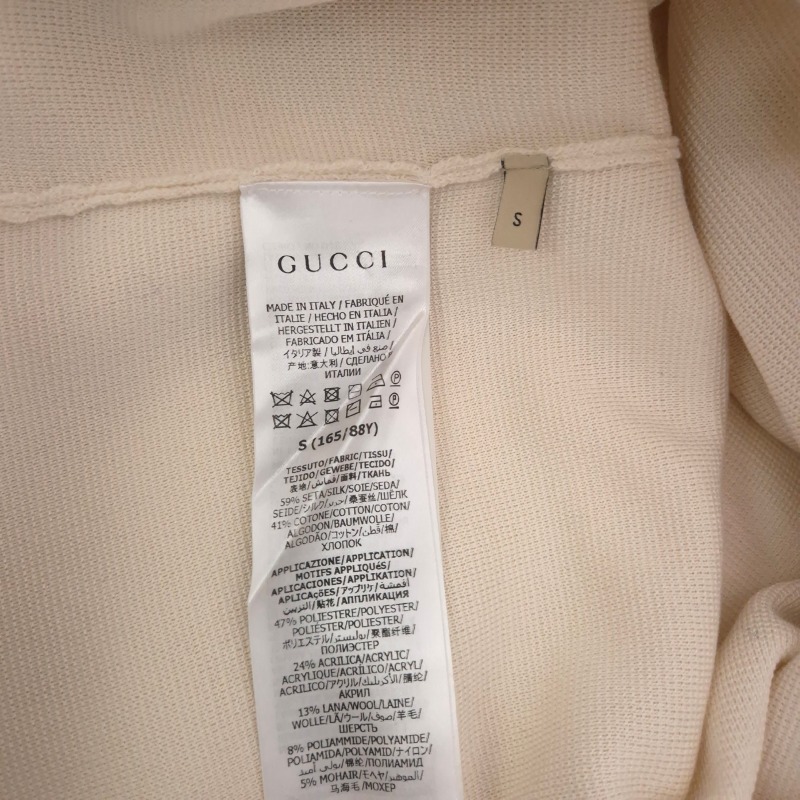 GUCCI
S
MADE IN ITALY / FABRIQUÉ EN
ITALIE / HECHO EN ITALIA /
HERGESTELLT IN ITALIEN /
FABRICADO EM ITÁLIA /
イタリア製 / صنع في إيطاليا /
产地:意大利 / СДЕЛАНО В
ИТАЛИИ
S (165/88Y)
TESSUTO/FABRIC/TISSU/
TEJIDO/GEWEBE/TECIDO/
表地/قماش/面料/ТКАНЬ
59% SETA/SILK/SOIE/SEDA/
SEIDE/シルク/حرير/桑蚕丝/ШЁЛК
41% COTONE/COTTON/COTON/
ALGODON/BAUMWOLLE/
ALGODÃO/コットン/قطن/棉/
ХЛОПОК
APPLICAZIONE/APPLICATION/
MOTIFS APPLIQUéS/
APLICACIONES/APPLIKATION/
APLICAçõES/アップリケ/أقمشة
التزيين/贴花/АППЛИКАЦИЯ
47% POLIESTERE/POLYESTER/
POLIÉSTER/POLIESTER/
ポリエステル/بوليستر/聚酯纤维/
ПОЛИЭСТЕР
24% ACRILICA/ACRYLIC/
ACRYLIQUE/ACRÍLICO/ACRYL/
ACRILICO/アクリル/الأكريليك/腈纶/
АКРИЛ
13% LANA/WOOL/LAINE/
WOLLE/LÃ/ウール/صوف/羊毛/
ШЕРСТЬ
8% POLIAMMIDE/POLYAMIDE/
POLIAMIDA/POLYAMID/ナイロン/
بولي أميد/锦纶/ПОЛИАМИД
5% MOHAIR/モヘヤ/الموهير/
马海毛/МОХЕР